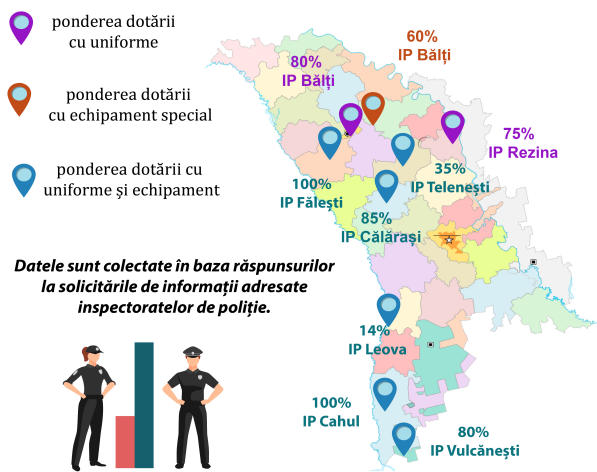 ponderea dotării
cu uniforme
ponderea dotării
cu echipament special
ponderea dotării cu
uniforme și echipament
60%
IP Bălți
80%
IP Bălți
75%
IP Rezina
35%
IP Telenești
100%
IP Fălești
85%
IP Călărași
Datele sunt colectate în baza răspunsurilor
la solicitările de informații adresate
inspectoratelor de poliție.
14%
IP Leova
100%
IP Cahul
80%
IP Vulcănești